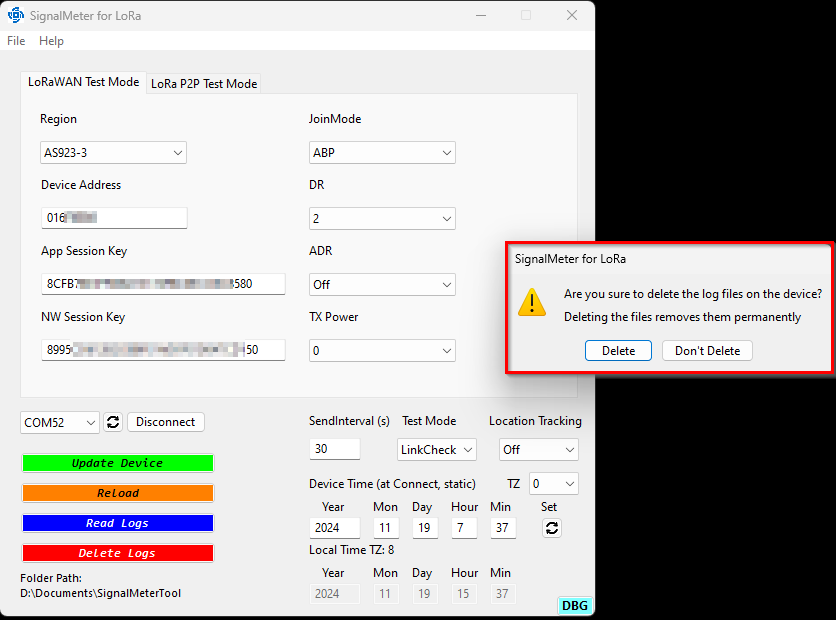 SignalMeter for LoRa
File Help
LoRaWAN Test Mode LoRa P2P Test Mode
Region JoinMode
AS923-3 ABP
Device Address DR
016 2
App Session Key ADR
8CFB 580 Off
NW Session Key TX Power
8995 50 0
SignalMeter for LoRa
Are you sure to delete the log files on the device?
Deleting the files removes them permanently
Delete Don't Delete
COM52 Disconnect
SendInterval (s) Test Mode Location Tracking
30 LinkCheck Off
Update Device
Reload
Read Logs
Delete Logs
Folder Path:
D:\Documents\SignalMeterTool
Device Time (at Connect, static) TZ 0
Year Mon Day Hour Min Set
2024 11 19 7 37
Local Time TZ: 8
Year Mon Day Hour Min
2024 11 19 15 37
DBG